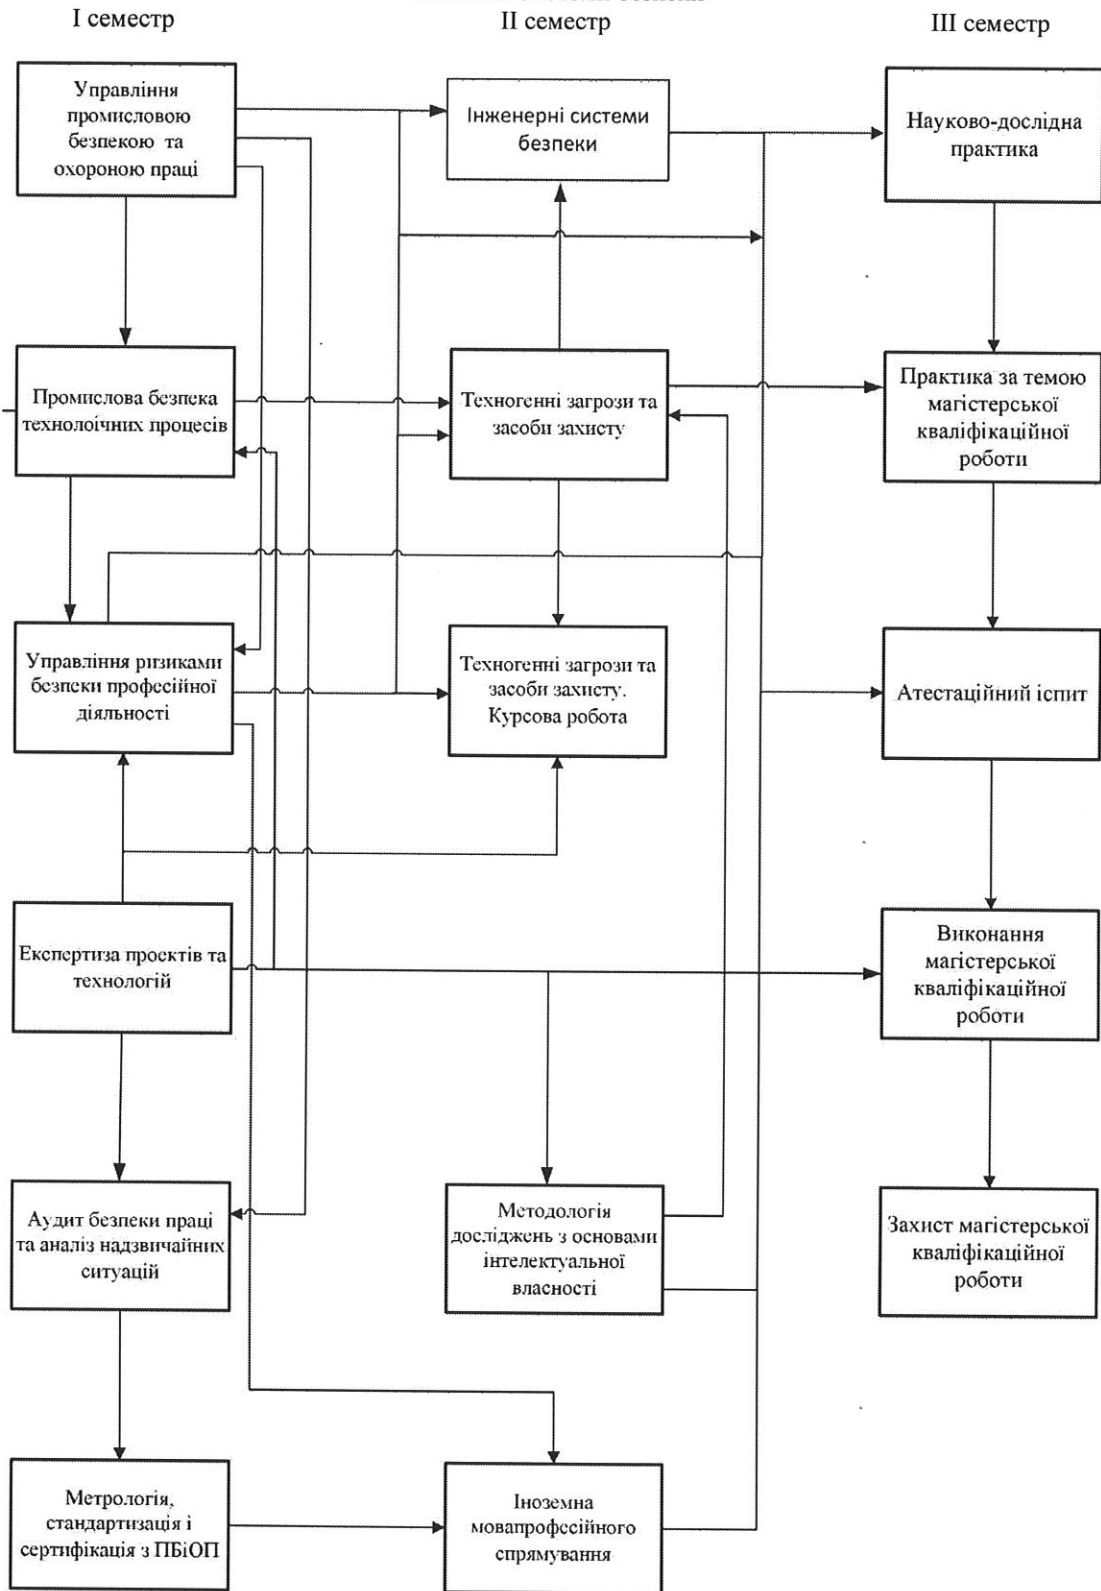 I семестр
II семестр
III семестр
Управління
промисловою
безпекою та
охороною праці
Інженерні системи
безпеки
Науково-дослідна
практика
Промислова безпека
технолоічних процесів
Техногенні загрози та
засоби захисту
Практика за темою
магістерської
кваліфікаційної
роботи
Управління ризиками
безпеки професійної
діяльності
Техногенні загрози та
засоби захисту.
Курсова робота
Атестаційний іспит
Експертиза проектів та
технологій
Виконання
магістерської
кваліфікаційної
роботи
Аудит безпеки праці
та аналіз надзвичайних
ситуацій
Методологія
досліджень з основами
інтелектуальної
власності
Захист магістерської
кваліфікаційної
роботи
Метрологія,
стандартизація і
сертифікація з ПБіОП
Іноземна
мовапрофесійного
спрямування